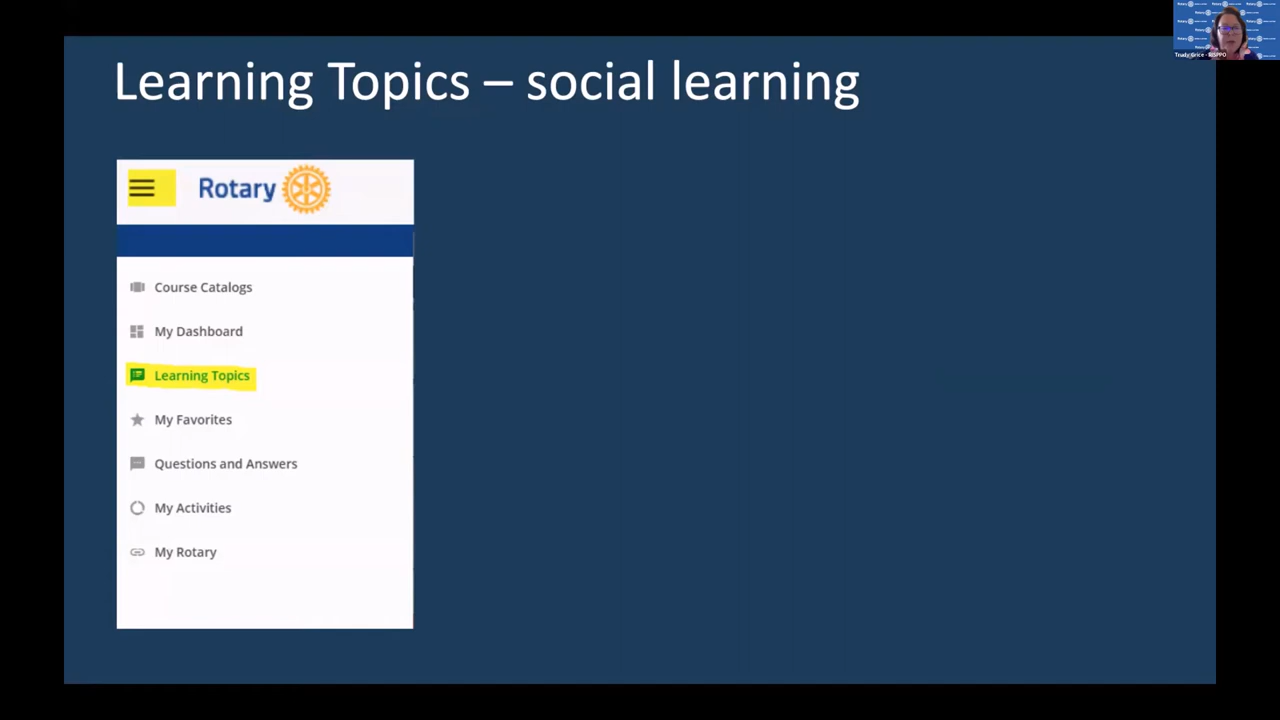 Learning Topics – social learning
Rotary
Course Catalogs
My Dashboard
Learning Topics
My Favorites
Questions and Answers
My Activities
My Rotary
Rotary